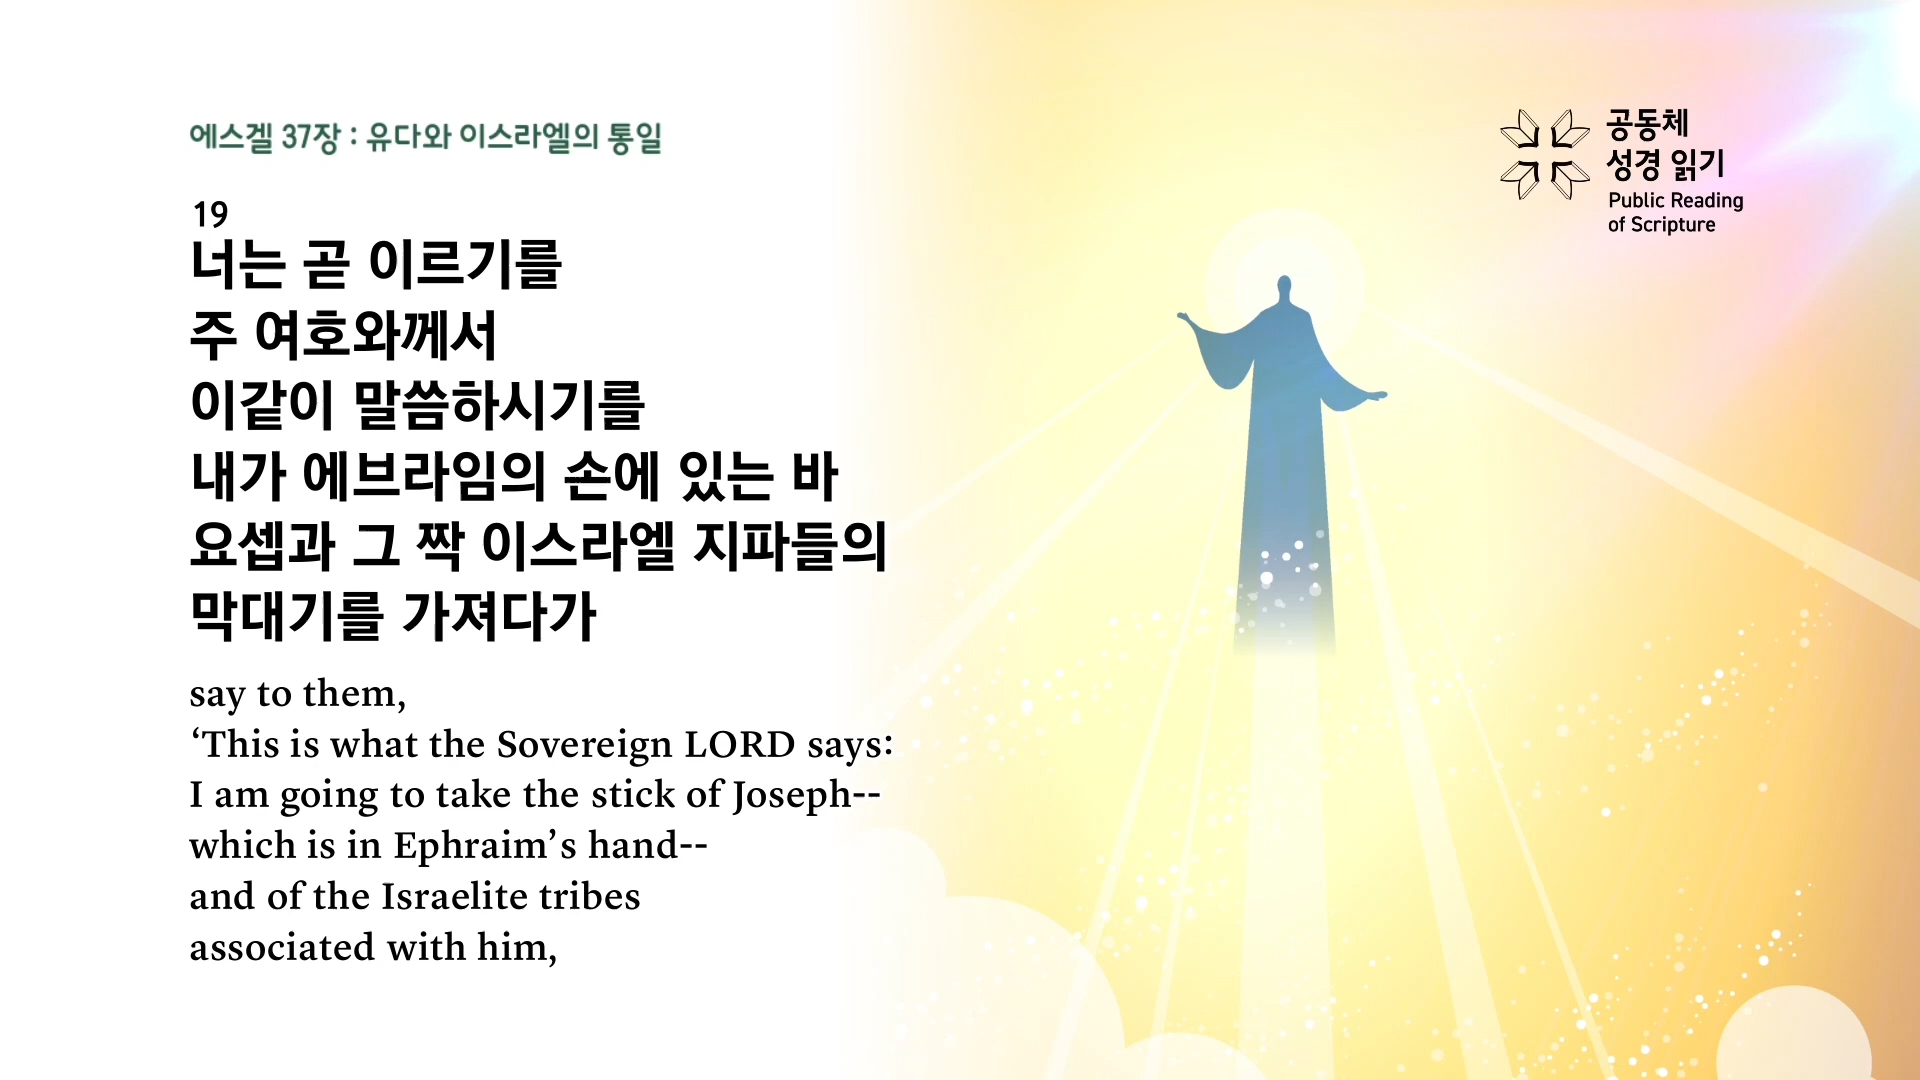 에스겔 37장 : 유다와 이스라엘의 통일
공동체
성경 읽기
Public Reading
of Scripture
19
너는 곧 이르기를
주 여호와께서
이같이 말씀하시기를
내가 에브라임의 손에 있는 바
요셉과 그 짝 이스라엘 지파들의
막대기를 가져다가
say to them,
‘This is what the Sovereign LORD says:
I am going to take the stick of Joseph--
which is in Ephraim’s hand--
and of the Israelite tribes
associated with him,